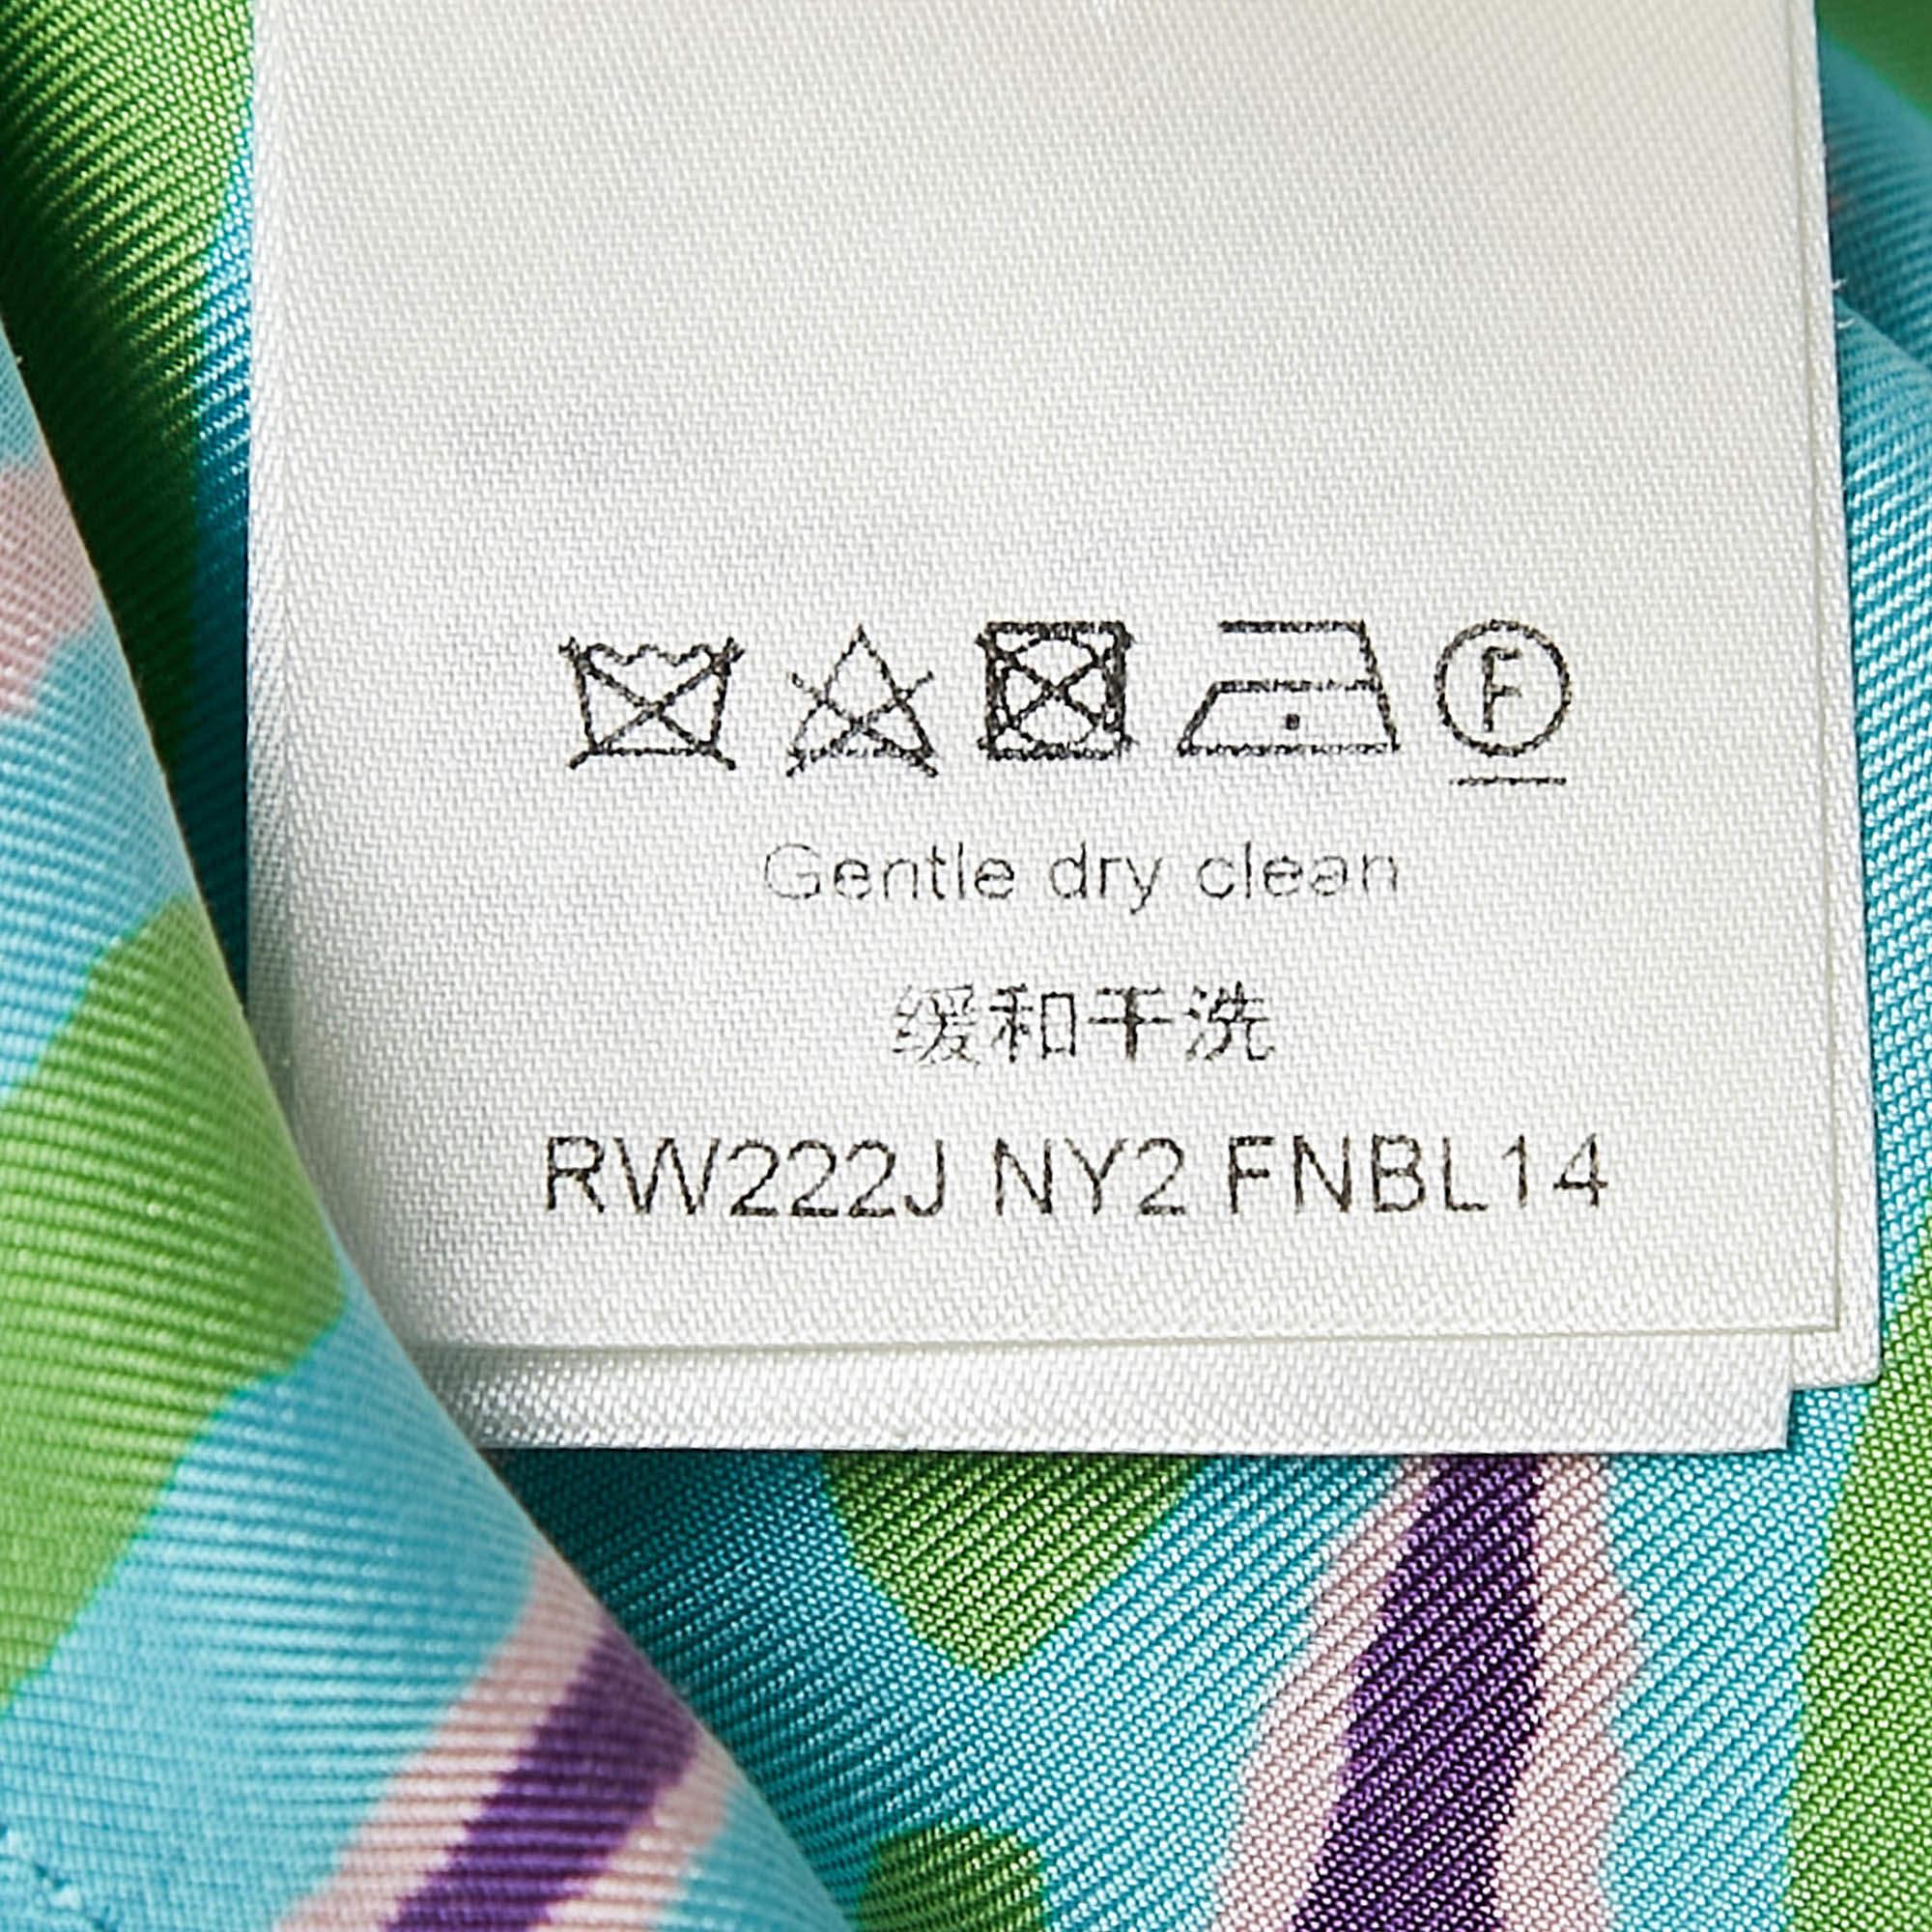 F
Gentle dry clean
缓和干洗
RW222J NY2 FNBL14